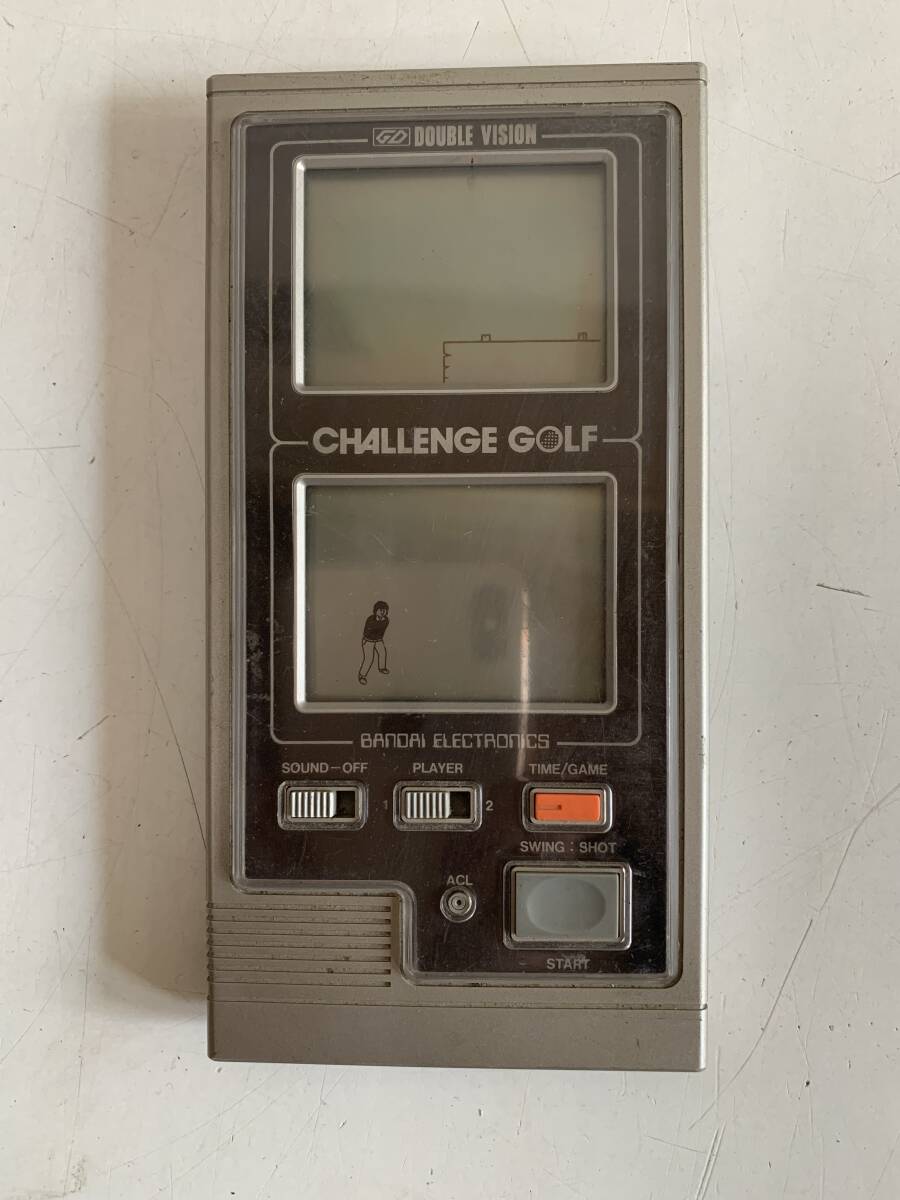 GD DOUBLE VISION
CHALLENGE GOLF
BANDAI ELECTRONICS
SOUND-OFF PLAYER TIME/GAME
1 2
SWING : SHOT
ACL
START